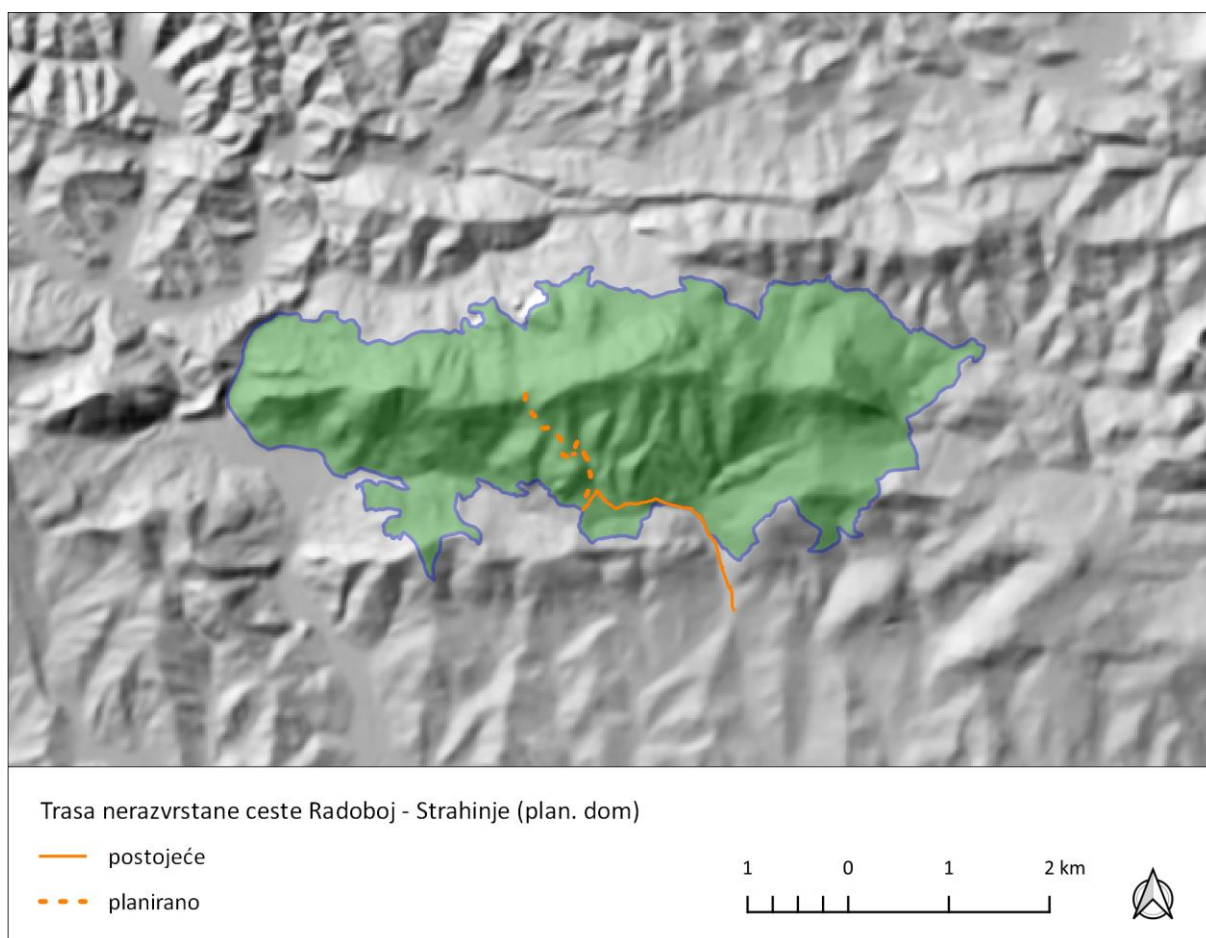 Trasa nerazvrstane ceste Radoboj - Strahinje (plan. dom)
postojeće
planirano
1 0 1 2 km